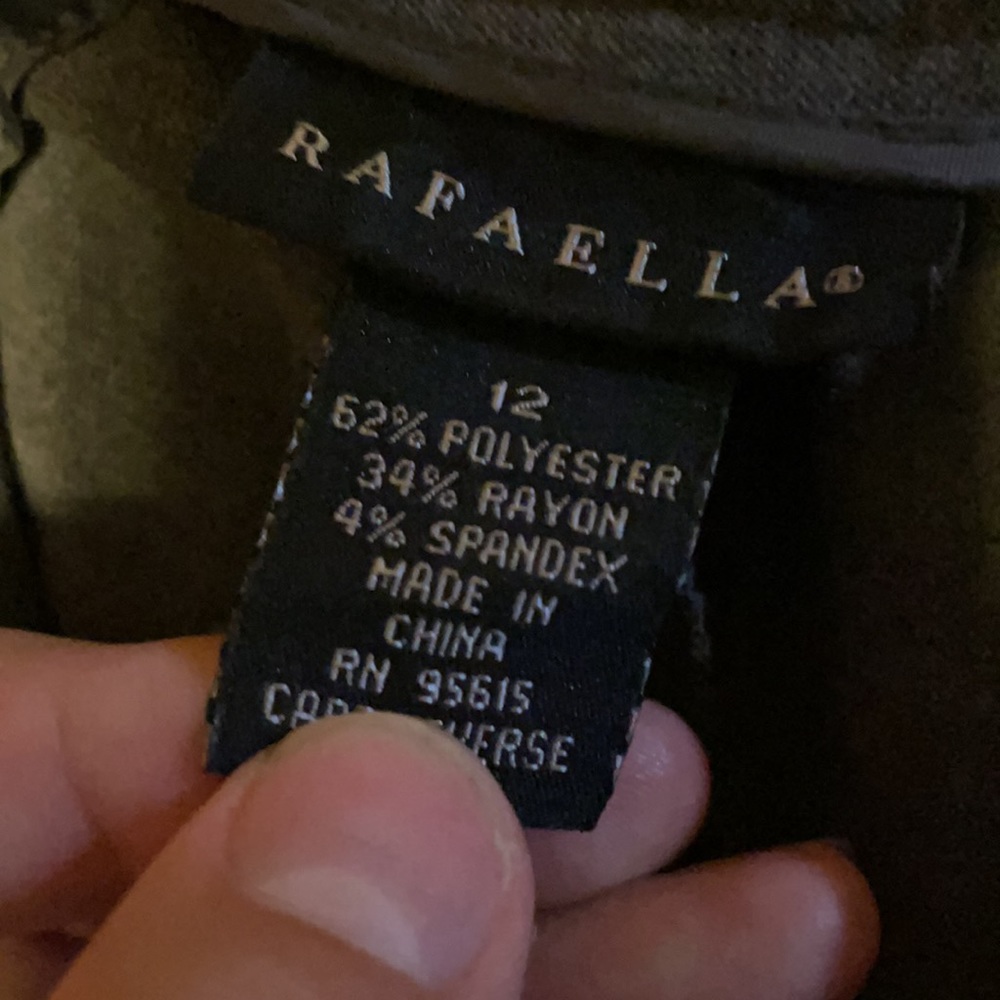 RAFAELLA®
12
62% POLYESTER
34% RAYON
4% SPANDEX
MADE IN
CHINA
RN 95615